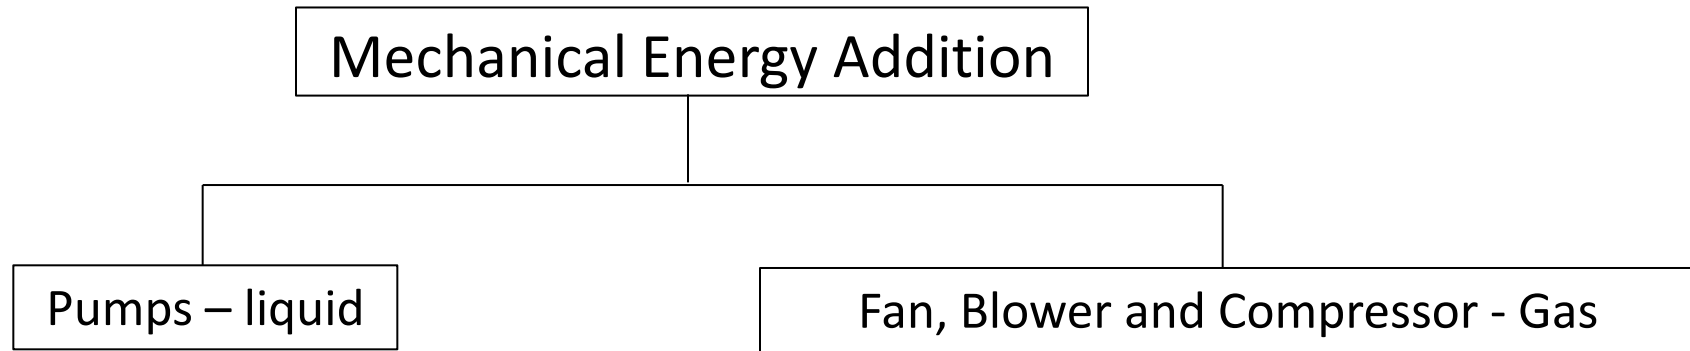 Mechanical Energy Addition
Pumps – liquid
Fan, Blower and Compressor - Gas